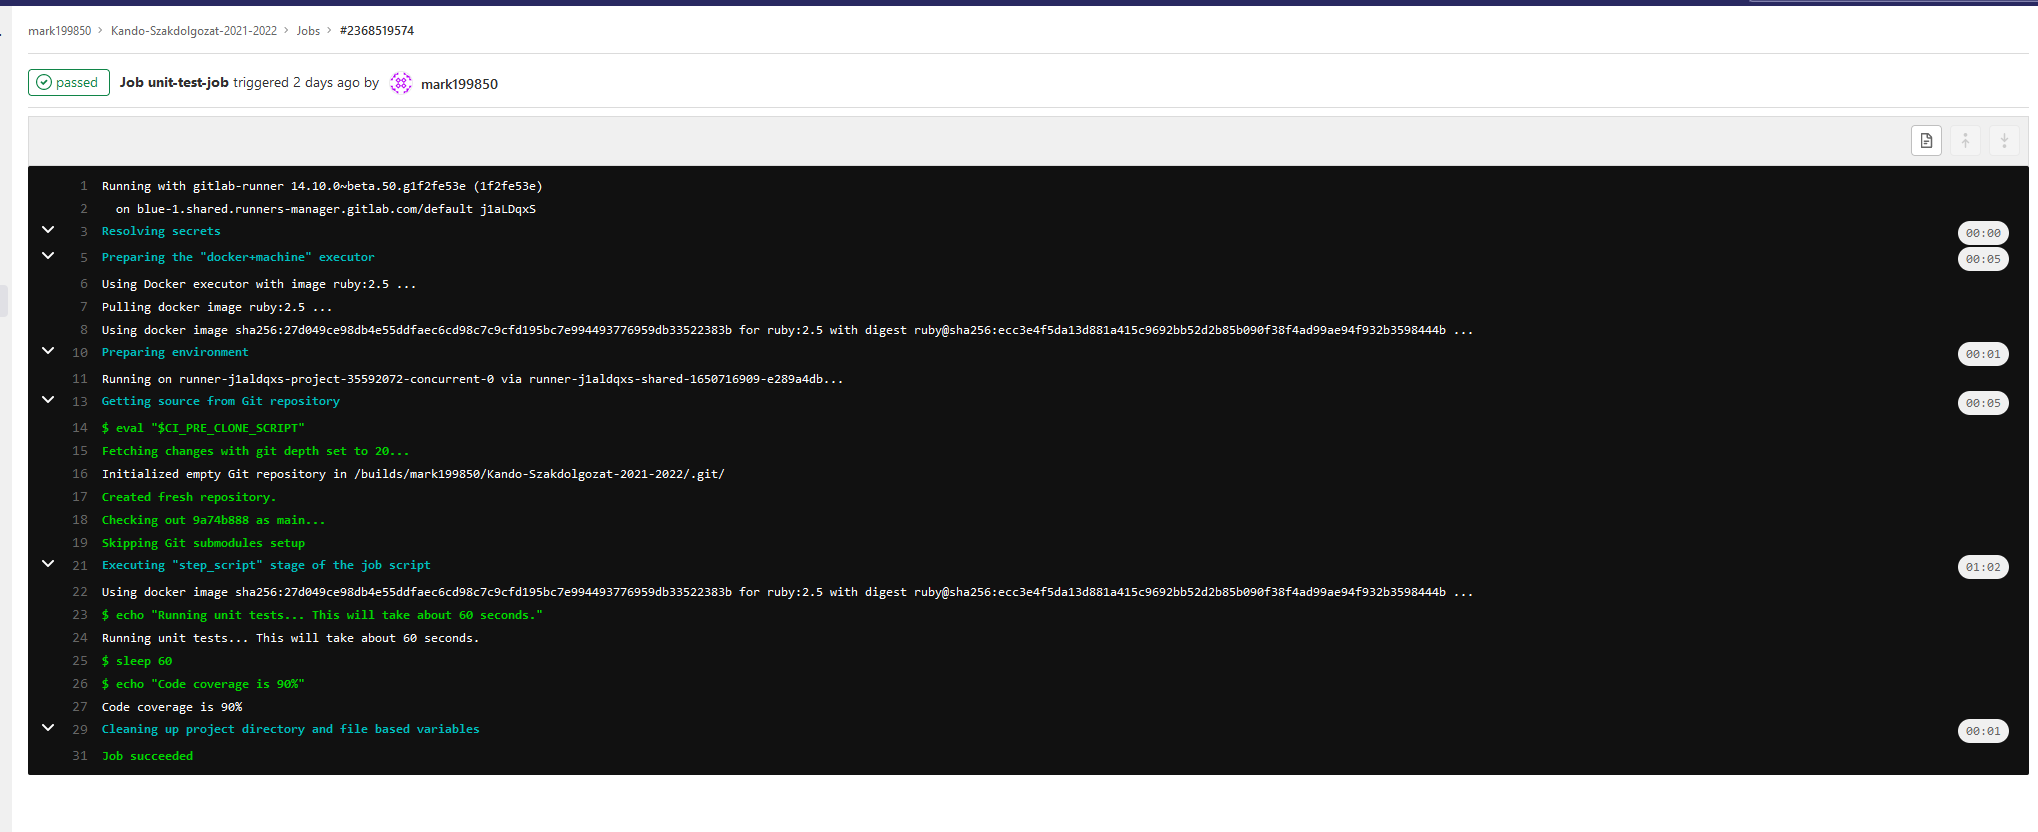 mark199850 > Kando-Szakdolgozat-2021-2022 > Jobs > #2368519574
passed Job unit-test-job triggered 2 days ago by mark199850
1 Running with gitlab-runner 14.10.0~beta.50.g1f2fe53e (1f2fe53e)
2 on blue-1.shared.runners-manager.gitlab.com/default j1aLDqxS
3 Resolving secrets 00:00
5 Preparing the "docker+machine" executor 00:05
6 Using Docker executor with image ruby:2.5 ...
7 Pulling docker image ruby:2.5 ...
8 Using docker image sha256:27d049ce98db4e55ddfaec6cd98c7c9cfd195bc7e994493776959db33522383b for ruby:2.5 with digest ruby@sha256:ecc3e4f5da13d881a415c9692bb52d2b85b090f38f4ad99ae94f932b3598444b ...
10 Preparing environment 00:01
11 Running on runner-j1aldqxs-project-35592072-concurrent-0 via runner-j1aldqxs-shared-1650716909-e289a4db...
13 Getting source from Git repository 00:05
14 $ eval "$CI_PRE_CLONE_SCRIPT"
15 Fetching changes with git depth set to 20...
16 Initialized empty Git repository in /builds/mark199850/Kando-Szakdolgozat-2021-2022/.git/
17 Created fresh repository.
18 Checking out 9a74b888 as main...
19 Skipping Git submodules setup
21 Executing "step_script" stage of the job script 01:02
22 Using docker image sha256:27d049ce98db4e55ddfaec6cd98c7c9cfd195bc7e994493776959db33522383b for ruby:2.5 with digest ruby@sha256:ecc3e4f5da13d881a415c9692bb52d2b85b090f38f4ad99ae94f932b3598444b ...
23 $ echo "Running unit tests... This will take about 60 seconds."
24 Running unit tests... This will take about 60 seconds.
25 $ sleep 60
26 $ echo "Code coverage is 90%"
27 Code coverage is 90%
29 Cleaning up project directory and file based variables 00:01
31 Job succeeded